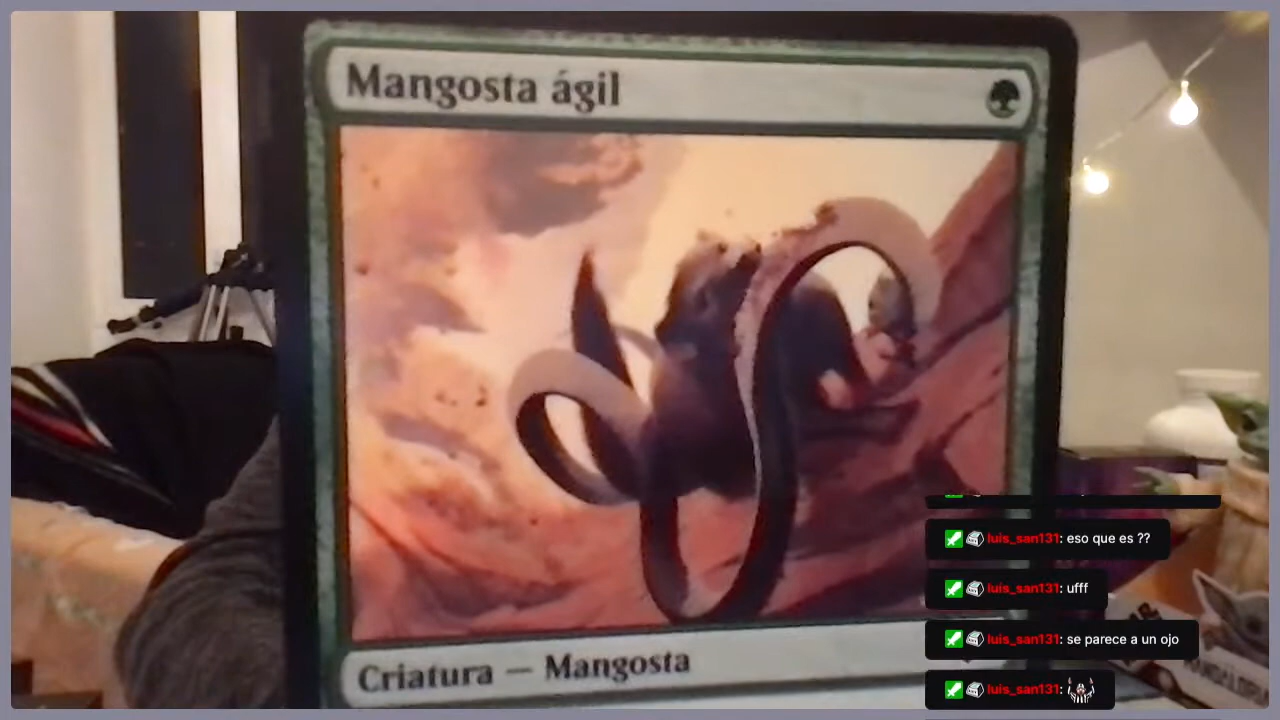 Mangosta ágil
Criatura — Mangosta
luis_san131: eso que es ??
luis_san131: ufff
luis_san131: se parece a un ojo
luis_san131: